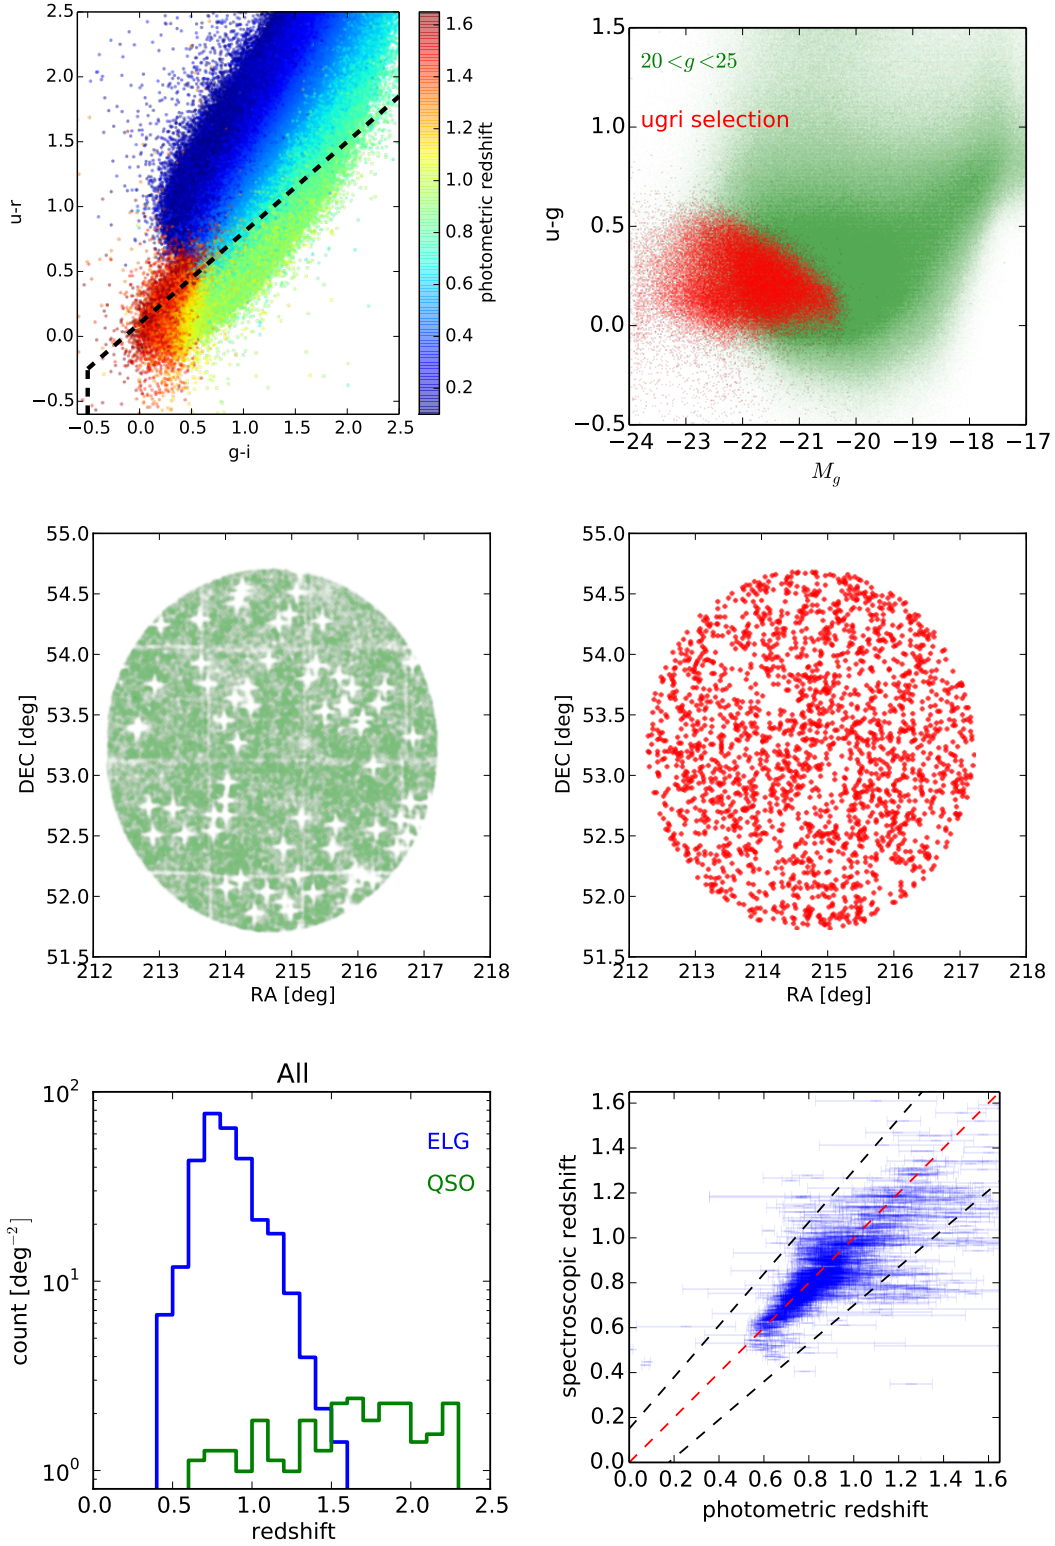 2.5
2.0
1.5
1.0
0.5
0.0
−0.5
u-r
−0.5 0.0 0.5 1.0 1.5 2.0 2.5
g-i
1.6
1.4
1.2
1.0
0.8
0.6
0.4
0.2
photometric redshift
1.5
1.0
0.5
0.0
−0.5
u-g
20<g<25
ugri selection
−24 −23 −22 −21 −20 −19 −18 −17
M_g
55.0
54.5
54.0
53.5
53.0
52.5
52.0
51.5
DEC [deg]
212 213 214 215 216 217 218
RA [deg]
55.0
54.5
54.0
53.5
53.0
52.5
52.0
51.5
DEC [deg]
212 213 214 215 216 217 218
RA [deg]
All
10²
10¹
10⁰
count [deg⁻²]
ELG
QSO
0.0 0.5 1.0 1.5 2.0 2.5
redshift
1.6
1.4
1.2
1.0
0.8
0.6
0.4
0.2
0.0
spectroscopic redshift
0.0 0.2 0.4 0.6 0.8 1.0 1.2 1.4 1.6
photometric redshift